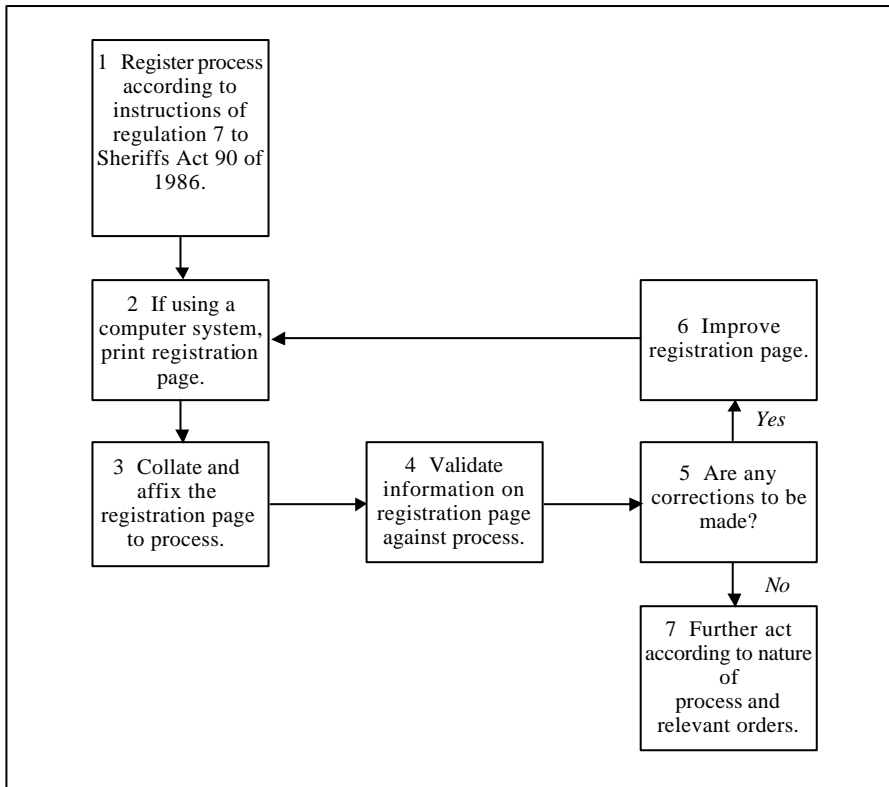 1 Register process
according to
instructions of
regulation 7 to
Sheriffs Act 90 of
1986.
2 If using a
computer system,
print registration
page.
3 Collate and
affix the
registration page
to process.
4 Validate
information on
registration page
against process.
5 Are any
corrections to be
made?
Yes
6 Improve
registration page.
No
7 Further act
according to nature
of
process and
relevant orders.